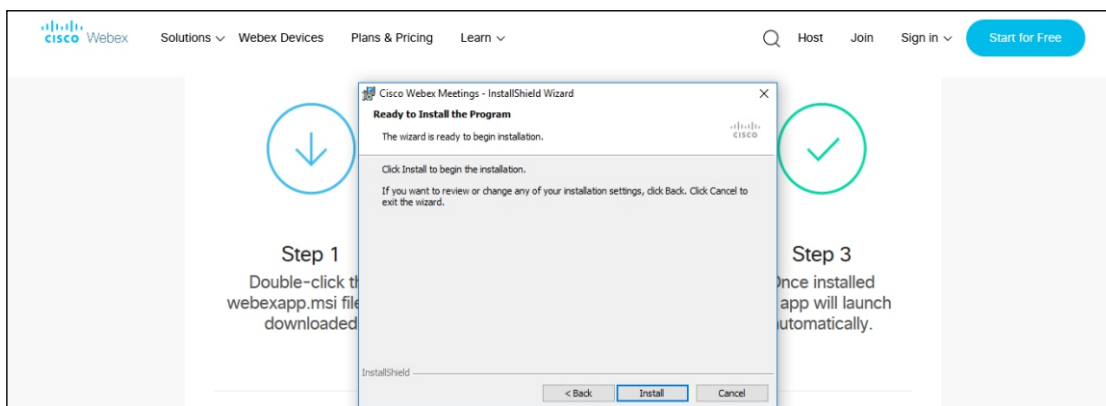 CISCO Webex Solutions Webex Devices Plans & Pricing Learn Host Join Sign in Start for Free
Cisco Webex Meetings - InstallShield Wizard
Ready to Install the Program
The wizard is ready to begin installation.
CISCO
Click Install to begin the installation.
If you want to review or change any of your installation settings, click Back. Click Cancel to
exit the wizard.
InstallShield
< Back Install Cancel
Step 1
Double-click
webexapp.msi file
downloaded
Step 3
installed
app will launch
automatically.